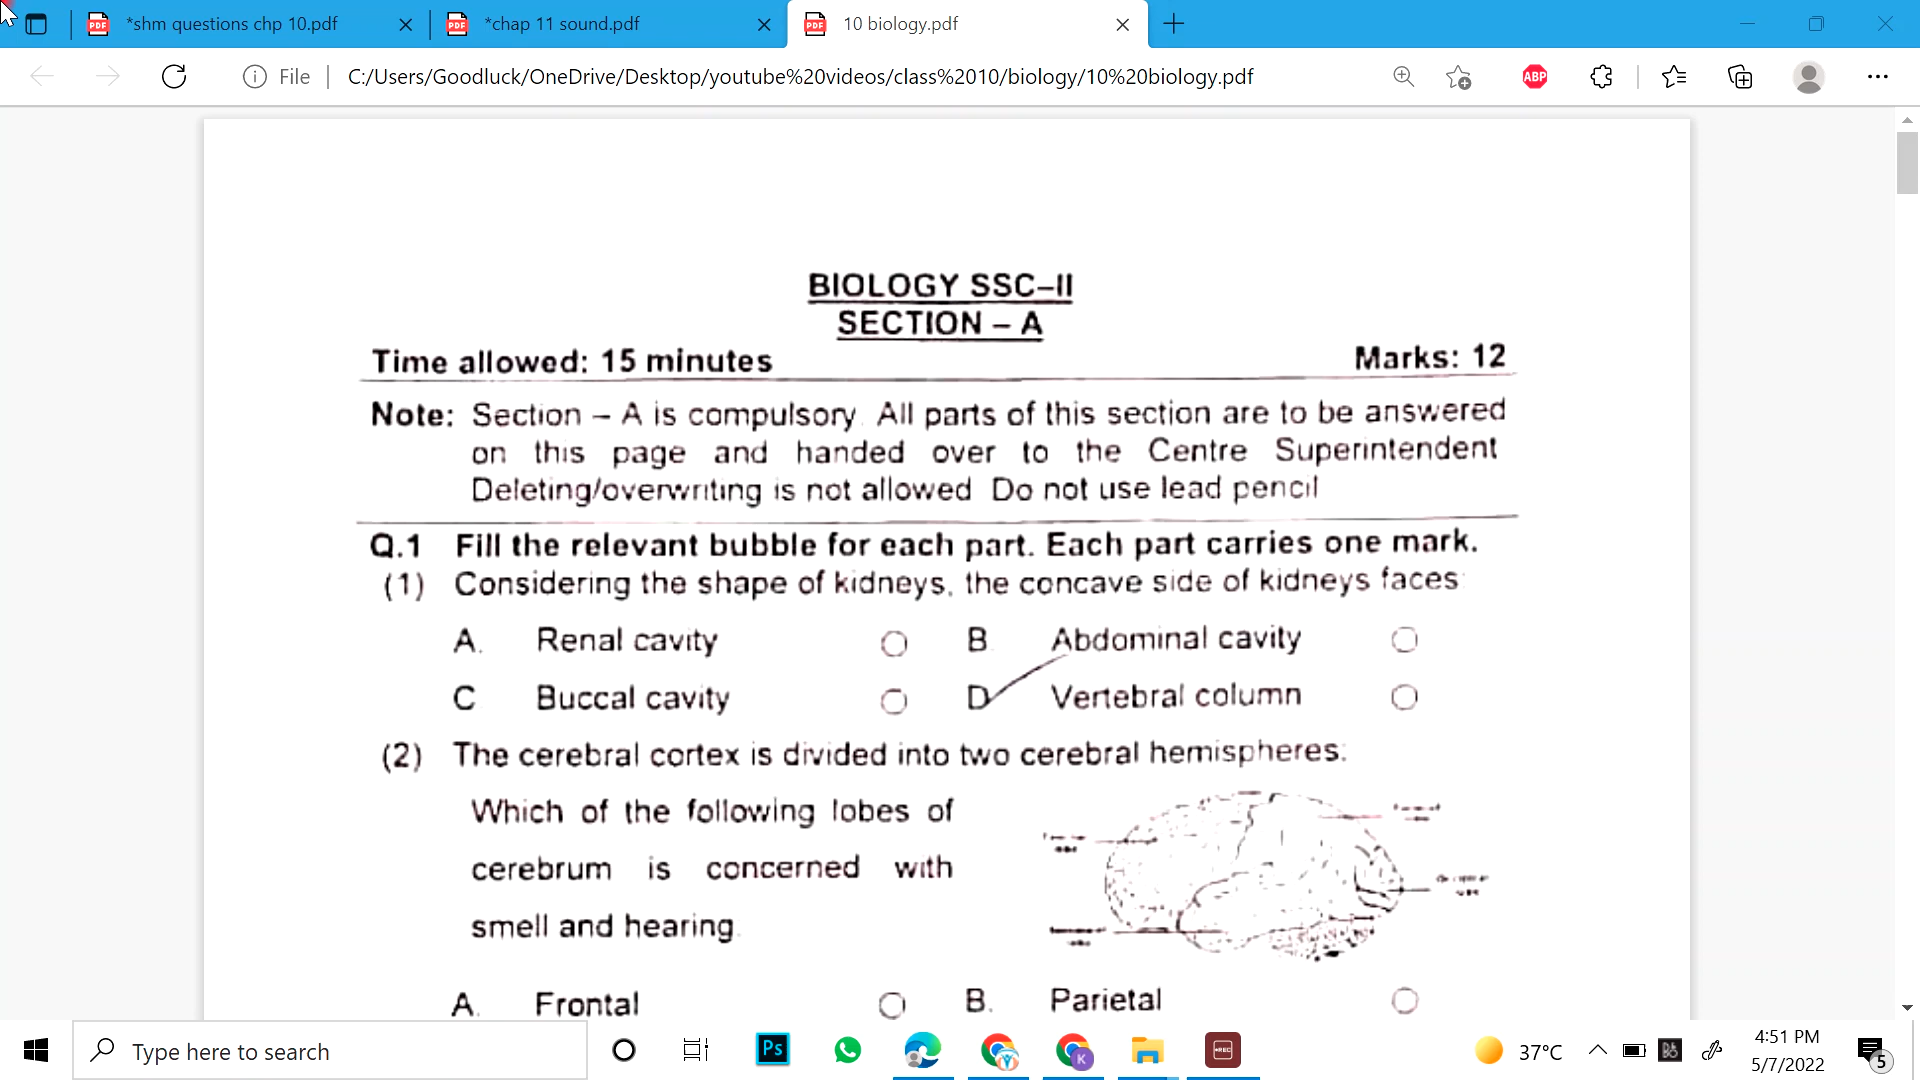 *shm questions chp 10.pdf
*chap 11 sound.pdf
10 biology.pdf
File
C:/Users/Goodluck/OneDrive/Desktop/youtube%20videos/class%2010/biology/10%20biology.pdf
ABP
BIOLOGY SSC–II
SECTION – A
Time allowed: 15 minutes Marks: 12
Note: Section – A is compulsory. All parts of this section are to be answered
on this page and handed over to the Centre Superintendent
Deleting/overwriting is not allowed Do not use lead pencil
Q.1 Fill the relevant bubble for each part. Each part carries one mark.
(1) Considering the shape of kidneys, the concave side of kidneys faces:
A. Renal cavity B Abdominal cavity
C Buccal cavity D Vertebral column
(2) The cerebral cortex is divided into two cerebral hemispheres:
Which of the following lobes of
cerebrum is concerned with
smell and hearing.
A. Frontal B. Parietal
Type here to search
Ps
Y
K
REC
37°C
4:51 PM
5/7/2022
5